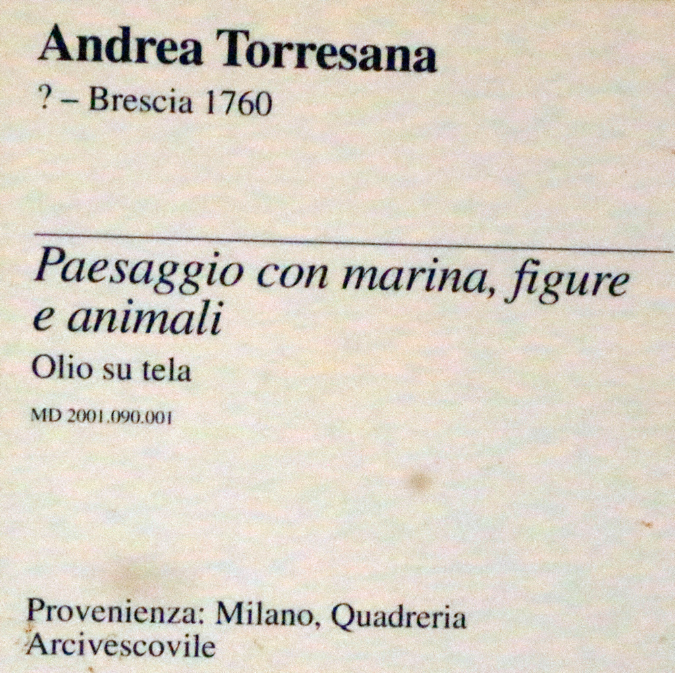 Andrea Torresana
? – Brescia 1760
Paesaggio con marina, figure
e animali
Olio su tela
MD 2001.090.001
Provenienza: Milano, Quadreria
Arcivescovile